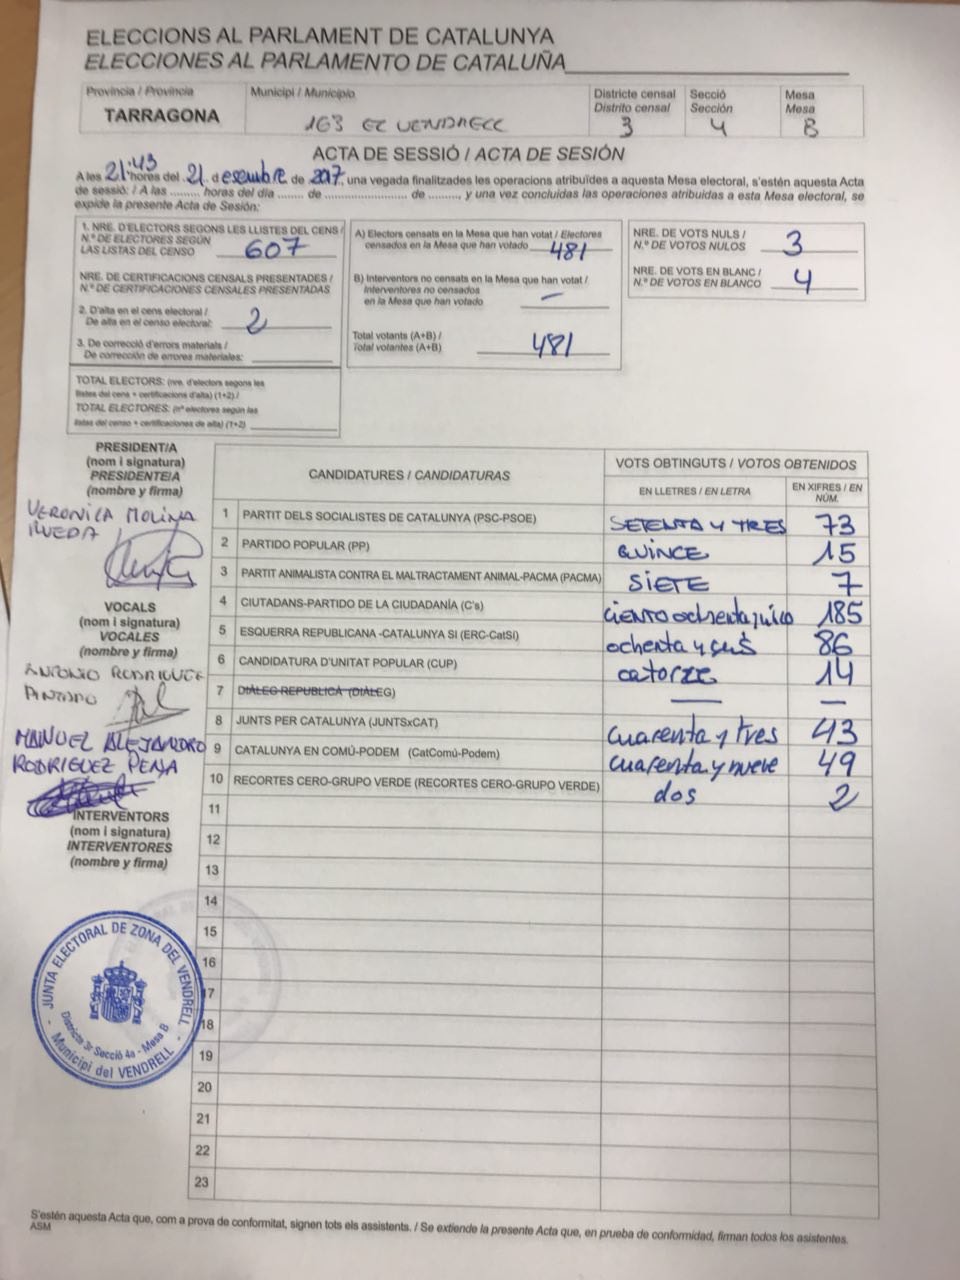 ELECCIONS AL PARLAMENT DE CATALUNYA
ELECCIONES AL PARLAMENTO DE CATALUÑA
Província / Provincia
TARRAGONA
Municipi / Municipio
163 EL VENDRELL
Districte censal
Distrito censal
3
Secció
Sección
4
Mesa
Mesa
B
ACTA DE SESSIÓ / ACTA DE SESIÓN
A les 21:43 hores del 21 d desembre de 2017, una vegada finalitzades les operacions atribuïdes a aquesta Mesa electoral, s'estén aquesta Acta
de sessió: / A las ......... horas del día ........ de ........................ de .........., y una vez concluidas las operaciones atribuidas a esta Mesa electoral, se
expide la presente Acta de Sesión:
1. NRE. D'ELECTORS SEGONS LES LLISTES DEL CENS /
N.º DE ELECTORES SEGÚN
LAS LISTAS DEL CENSO 607
NRE. DE CERTIFICACIONS CENSALS PRESENTADES /
N.º DE CERTIFICACIONES CENSALES PRESENTADAS
2. D'alta en el cens electoral /
De alta en el censo electoral: 2
3. De correcció d'errors materials /
De corrección de errores materiales:
TOTAL ELECTORS: (nre. d'electors segons les
llistes del cens + certificacions d'alta) (1+2) /
TOTAL ELECTORES: (nº electores según las
listas del censo + certificaciones de alta) (1+2)
A) Electors censats en la Mesa que han votat / Electores
censados en la Mesa que han votado 481
B) Interventors no censats en la Mesa que han votat /
Interventores no censados
en la Mesa que han votado —
Total votants (A+B) /
Total votantes (A+B) 481
NRE. DE VOTS NULS /
N.º DE VOTOS NULOS 3
NRE. DE VOTS EN BLANC /
N.º DE VOTOS EN BLANCO 4
PRESIDENT/A
(nom i signatura)
PRESIDENTE/A
(nombre y firma)
VERONICA MOLINA
RUEDA
VOCALS
(nom i signatura)
VOCALES
(nombre y firma)
ANTONIO RODRIGUEZ
MANUEL ALEJANDRO
RODRIGUEZ PENSA
INTERVENTORS
(nom i signatura)
INTERVENTORES
(nombre y firma)
CANDIDATURES / CANDIDATURAS
VOTS OBTINGUTS / VOTOS OBTENIDOS
EN LLETRES / EN LETRA
EN XIFRES / EN
NÚM.
1 PARTIT DELS SOCIALISTES DE CATALUNYA (PSC-PSOE) SETENTA Y TRES 73
2 PARTIDO POPULAR (PP) QUINCE 15
3 PARTIT ANIMALISTA CONTRA EL MALTRACTAMENT ANIMAL-PACMA (PACMA) SIETE 7
4 CIUTADANS-PARTIDO DE LA CIUDADANÍA (C's) ciento ochenta y cinco 185
5 ESQUERRA REPUBLICANA -CATALUNYA SI (ERC-CatSí) ochenta y seis 86
6 CANDIDATURA D'UNITAT POPULAR (CUP) catorze 14
7 DIÀLEG REPUBLICÀ (DIÀLEG) — —
8 JUNTS PER CATALUNYA (JUNTSxCAT) cuarenta y tres 43
9 CATALUNYA EN COMÚ-PODEM (CatComú-Podem) cuarenta y nueve 49
10 RECORTES CERO-GRUPO VERDE (RECORTES CERO-GRUPO VERDE) dos 2
11
12
13
14
15
16
17
18
19
20
21
22
23
JUNTA ELECTORAL DE ZONA DEL VENDRELL
Districte 3r Secció 4a - Mesa B
Municipi del VENDRELL
S'estén aquesta Acta que, com a prova de conformitat, signen tots els assistents. / Se extiende la presente Acta que, en prueba de conformidad, firman todos los asistentes.
ASM